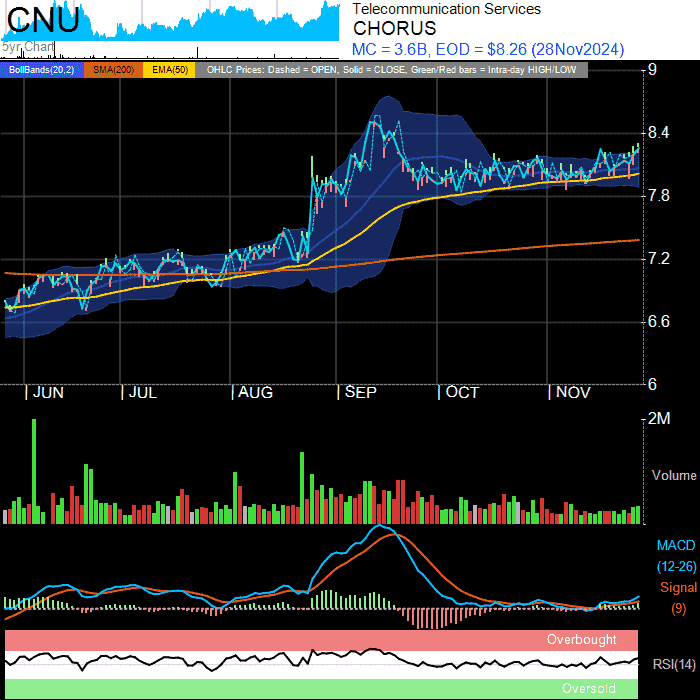 CNU
5yr Chart
Telecommunication Services
CHORUS
MC = 3.6B, EOD = $8.26 (28Nov2024)
BollBands(20,2) SMA(200) EMA(50) OHLC Prices: Dashed = OPEN, Solid = CLOSE, Green/Red bars = Intra-day HIGH/LOW
9
8.4
7.8
7.2
6.6
6
JUN JUL AUG SEP OCT NOV
2M
Volume
MACD
(12-26)
Signal
(9)
Overbought
RSI(14)
Oversold